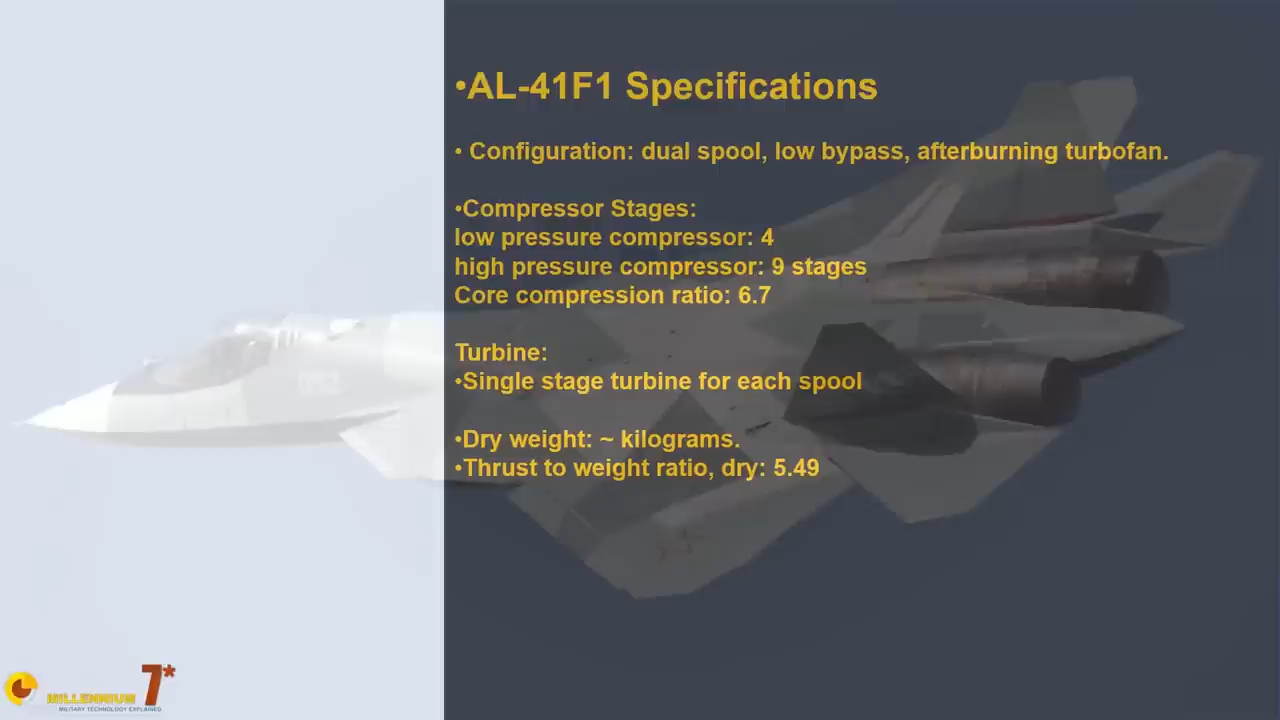 •AL-41F1 Specifications
• Configuration: dual spool, low bypass, afterburning turbofan.
•Compressor Stages:
low pressure compressor: 4
high pressure compressor: 9 stages
Core compression ratio: 6.7
Turbine:
•Single stage turbine for each spool
•Dry weight: ~ kilograms.
•Thrust to weight ratio, dry: 5.49
MILLENNIUM 7*
MILITARY TECHNOLOGY EXPLAINED